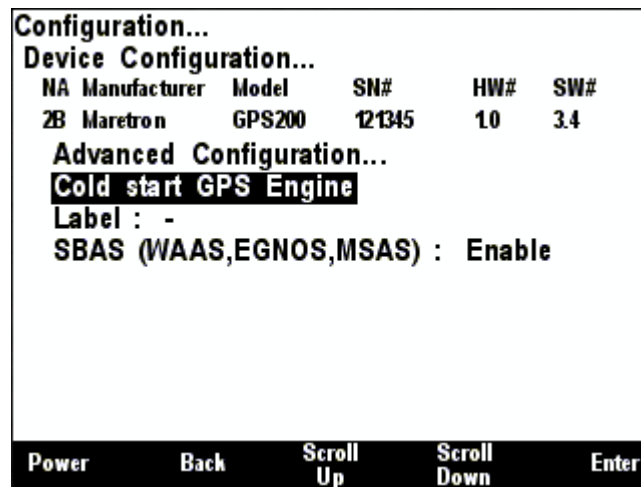 Configuration...
Device Configuration...
NA Manufacturer Model SN# HW# SW#
2B Maretron GPS200 121345 1.0 3.4
Advanced Configuration...
Cold start GPS Engine
Label : -
SBAS (WAAS,EGNOS,MSAS) : Enable
Power Back Scroll Up Scroll Down Enter